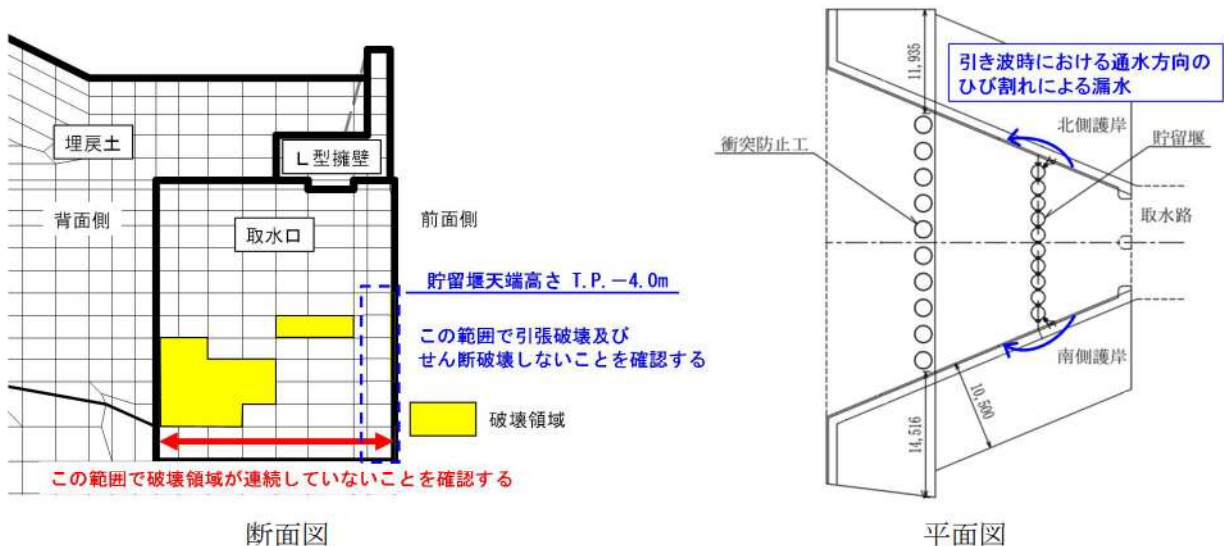 埋戻土
L型擁壁
背面側
取水口
前面側
貯留堰天端高さ T.P.－4.0m
この範囲で引張破壊及び
せん断破壊しないことを確認する
破壊領域
この範囲で破壊領域が連続していないことを確認する
断面図
11,935
引き波時における通水方向の
ひび割れによる漏水
北側護岸
衝突防止工
貯留堰
取水路
南側護岸
10,500
14,516
平面図